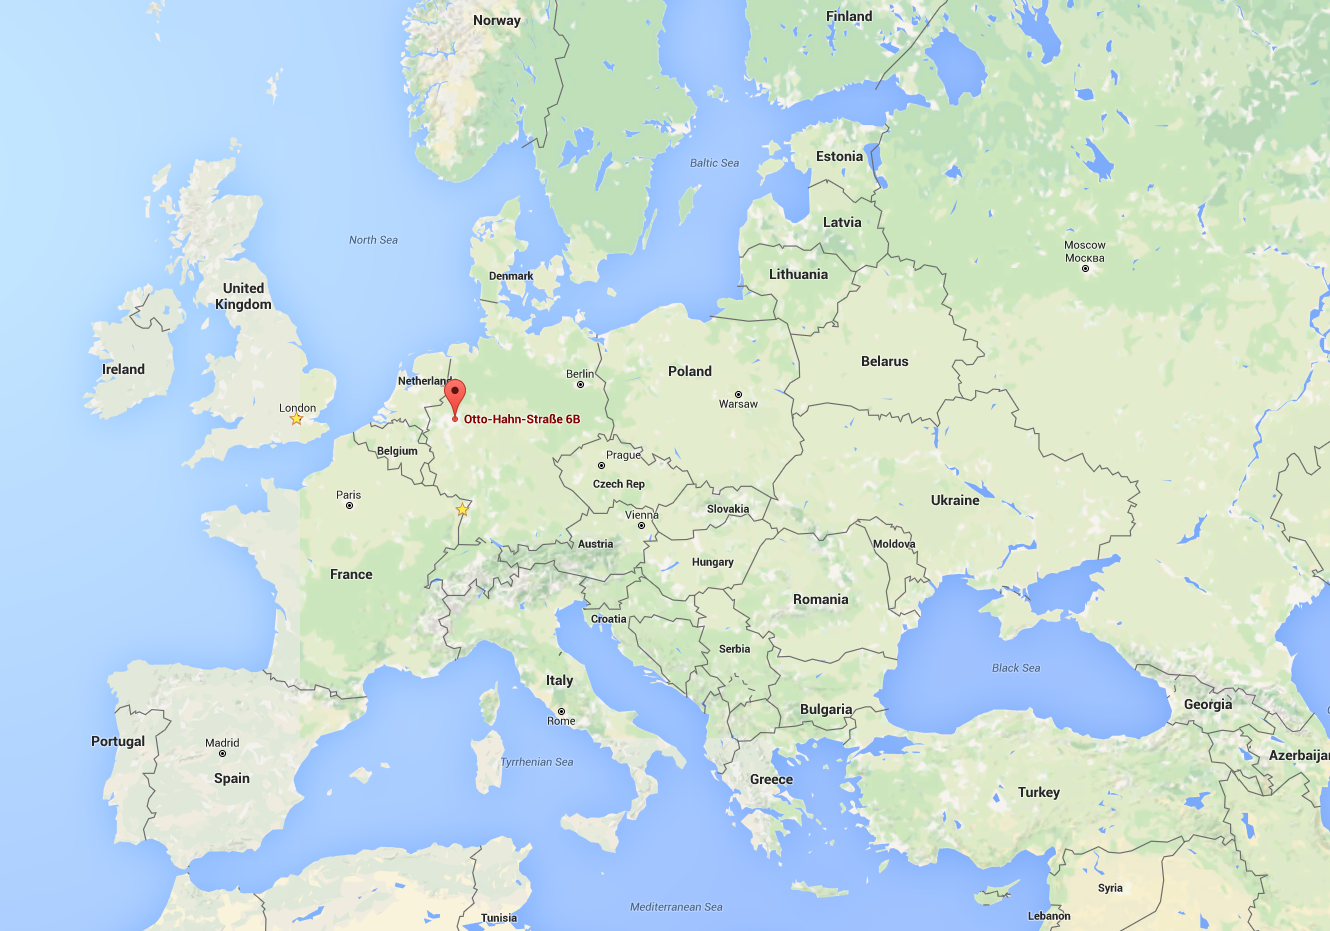 Norway
Finland
Estonia
Baltic Sea
Latvia
North Sea
Moscow
Москва
Denmark
Lithuania
United
Kingdom
Ireland
Belarus
Netherland
Berlin
Poland
Warsaw
London
Otto-Hahn-Straße 6B
Belgium
Prague
Czech Rep
Paris
Ukraine
Slovakia
Vienna
Austria
Moldova
Hungary
France
Romania
Croatia
Serbia
Black Sea
Italy
Georgia
Bulgaria
Rome
Portugal
Madrid
Azerbaijan
Tyrrhenian Sea
Spain
Greece
Turkey
Syria
Mediterranean Sea
Lebanon
Tunisia